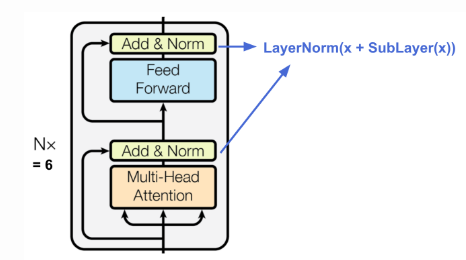 Add & Norm
LayerNorm(x + SubLayer(x))
Feed
Forward
N×
= 6
Add & Norm
Multi-Head
Attention